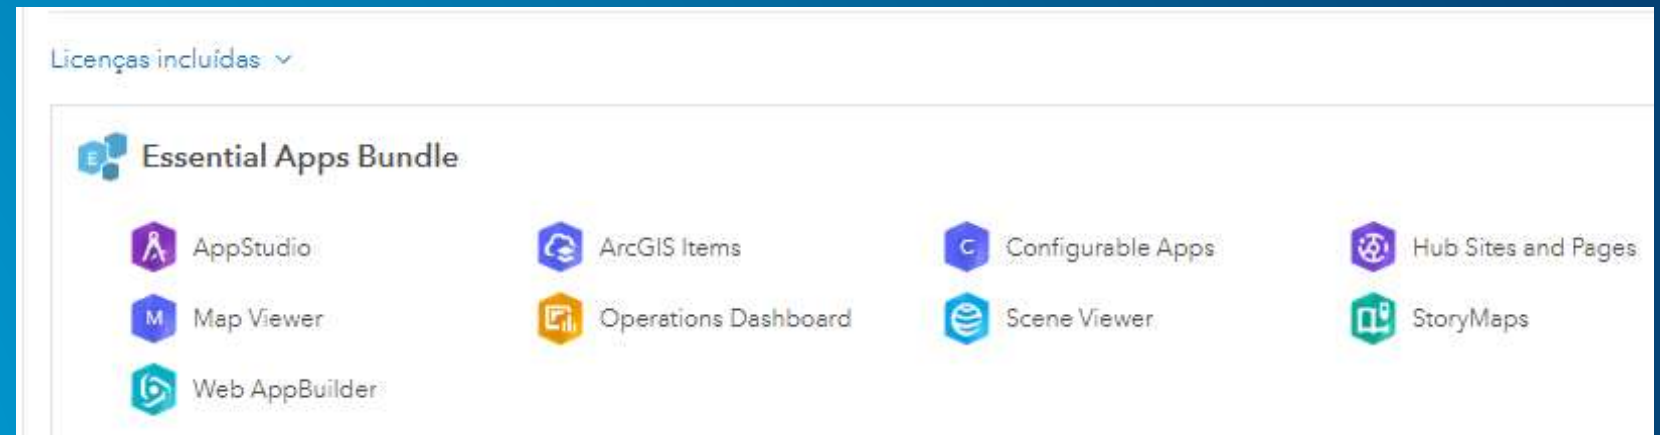 Licenças incluídas
E Essential Apps Bundle
AppStudio ArcGIS Items C Configurable Apps Hub Sites and Pages
M Map Viewer Operations Dashboard Scene Viewer StoryMaps
Web AppBuilder